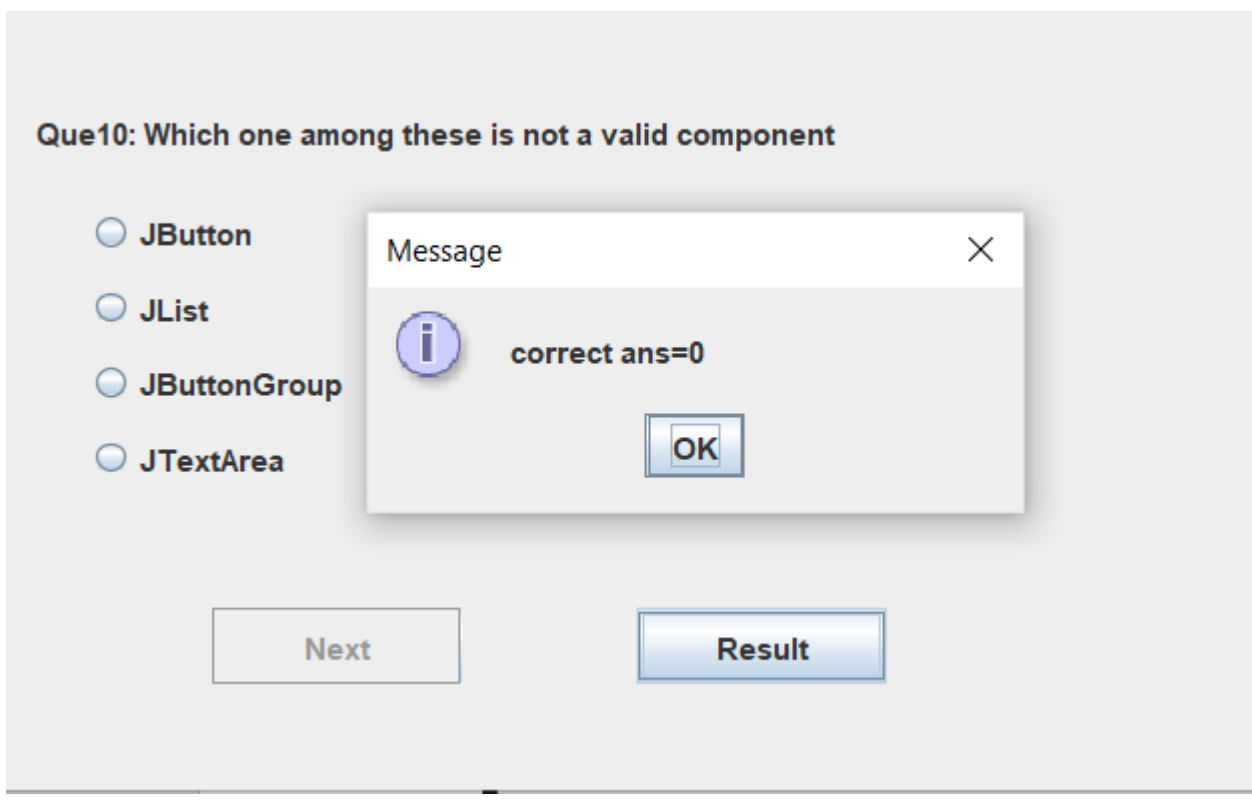 Que10: Which one among these is not a valid component
JButton
JList
JButtonGroup
JTextArea
Message
i
correct ans=0
OK
Next
Result